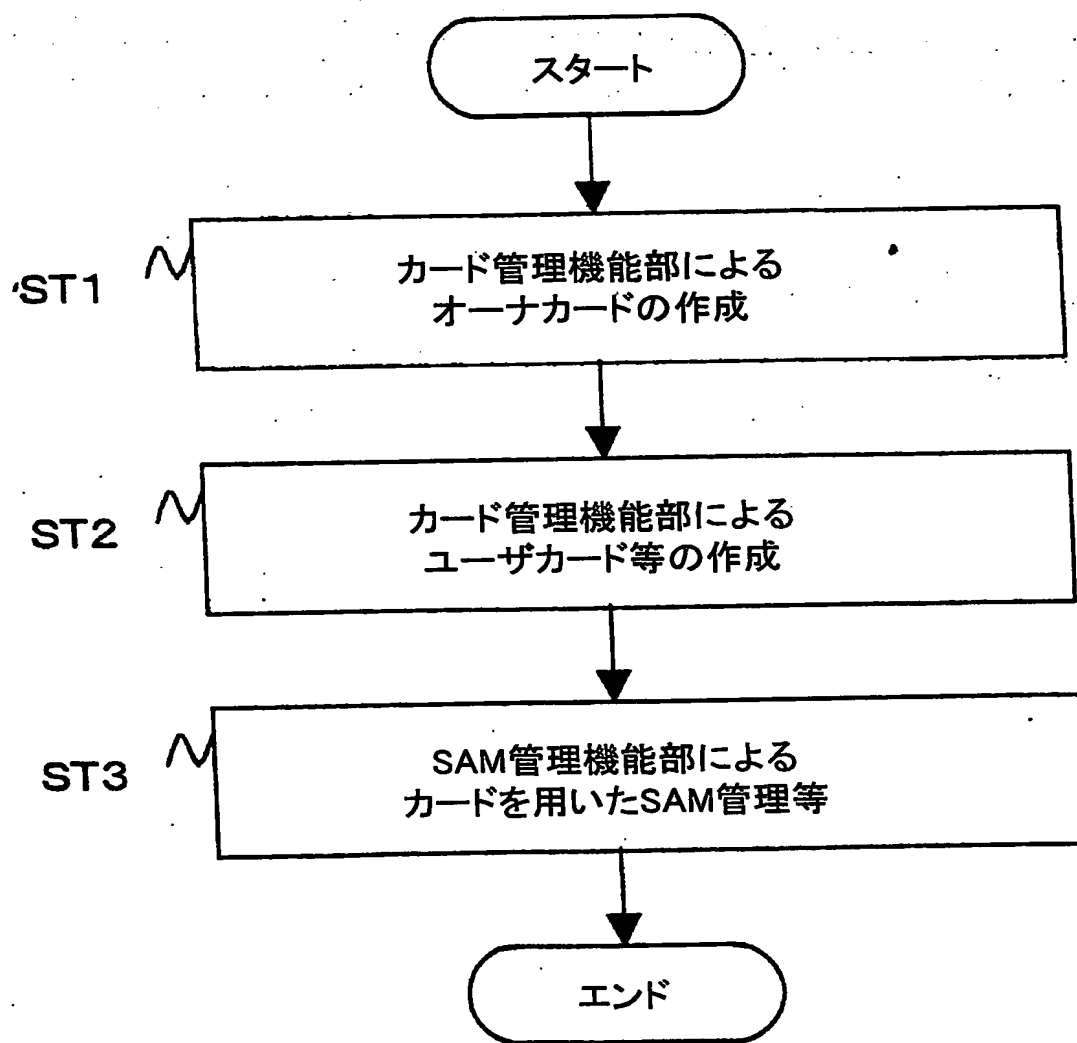 スタート
ST1
カード管理機能部による
オーナカードの作成
ST2
カード管理機能部による
ユーザカード等の作成
ST3
SAM管理機能部による
カードを用いたSAM管理等
エンド